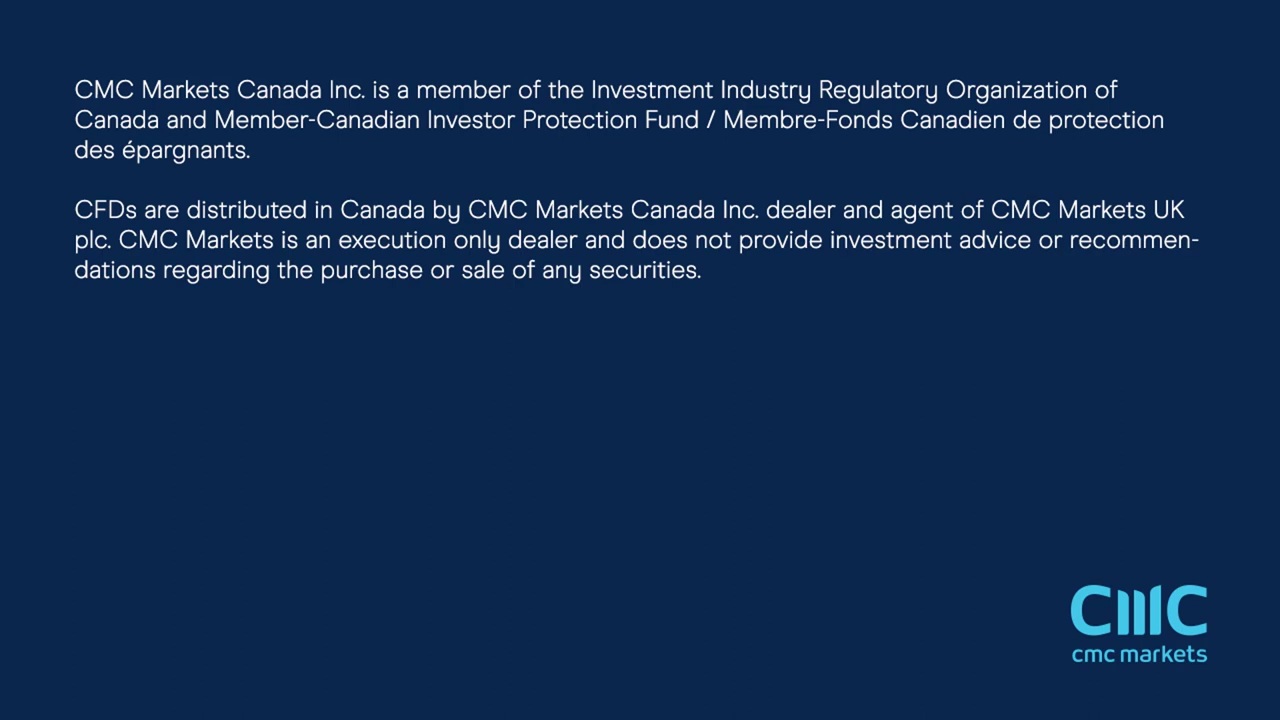 CMC Markets Canada Inc. is a member of the Investment Industry Regulatory Organization of
Canada and Member-Canadian Investor Protection Fund / Membre-Fonds Canadien de protection
des épargnants.
CFDs are distributed in Canada by CMC Markets Canada Inc. dealer and agent of CMC Markets UK
plc. CMC Markets is an execution only dealer and does not provide investment advice or recommen-
dations regarding the purchase or sale of any securities.
CMC
cmc markets